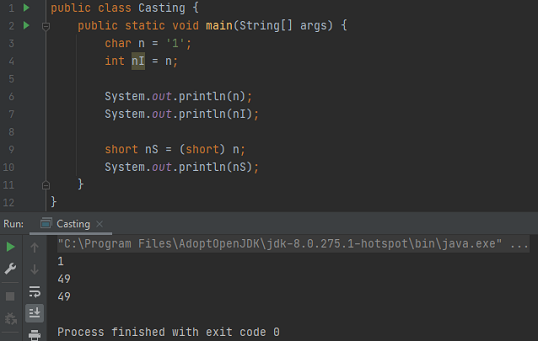 1 public class Casting {
2     public static void main(String[] args) {
3         char n = '1';
4         int nI = n;
5
6         System.out.println(n);
7         System.out.println(nI);
8
9         short nS = (short) n;
10         System.out.println(nS);
11     }
12 }
Run: Casting ×
"C:\Program Files\AdoptOpenJDK\jdk-8.0.275.1-hotspot\bin\java.exe" ...
1
49
49
Process finished with exit code 0